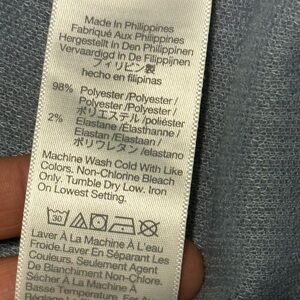 Made In Philippines
Fabriqué Aux Philippines
Hergestellt In Den Philippinen
Vervaardigd In De Filippijnen
フィリピン製
hecho en filipinas
98% Polyester/Polyester/
Polyester/Polyester/
ポリエステル/poliéster
2% Elastane/Elasthanne/
Elastan/Elastaan/
ポリウレタン/elastano
Machine Wash Cold With Like
Colors. Non-Chlorine Bleach
Only. Tumble Dry Low. Iron
On Lowest Setting.
30
Laver À La Machine À L'eau
Froide. Laver En Séparant Les
Couleurs. Seulement Agent
De Blanchiment Non-Chlore.
Sécher À La Machine À